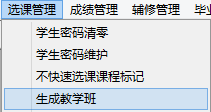 选课管理 成绩管理 辅修管理 毕业
学生密码清零
学生密码维护
不快速选课课程标记
生成教学班